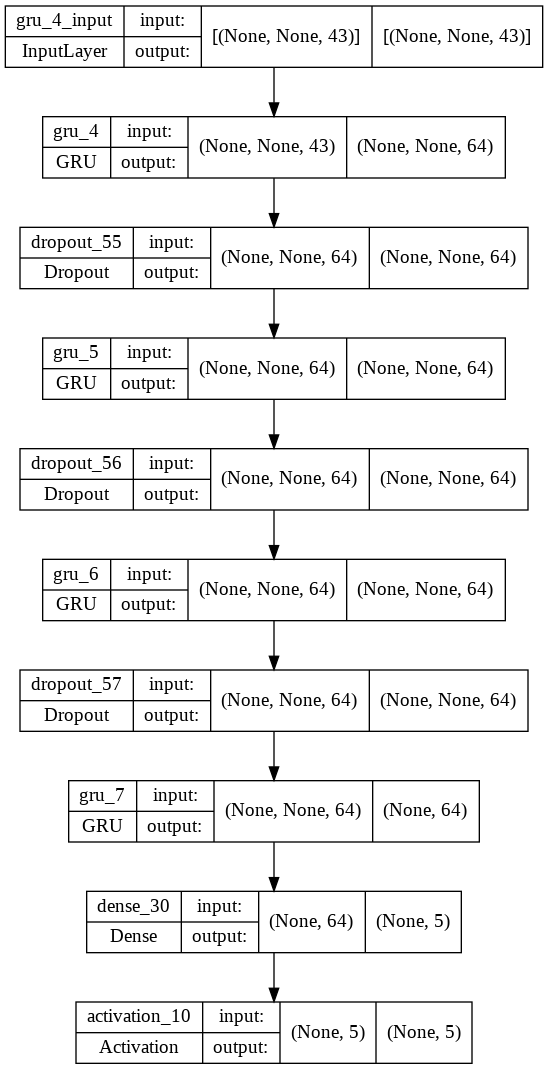 gru_4_input input: [(None, None, 43)] [(None, None, 43)]
InputLayer output:
gru_4 input: (None, None, 43) (None, None, 64)
GRU output:
dropout_55 input: (None, None, 64) (None, None, 64)
Dropout output:
gru_5 input: (None, None, 64) (None, None, 64)
GRU output:
dropout_56 input: (None, None, 64) (None, None, 64)
Dropout output:
gru_6 input: (None, None, 64) (None, None, 64)
GRU output:
dropout_57 input: (None, None, 64) (None, None, 64)
Dropout output:
gru_7 input: (None, None, 64) (None, 64)
GRU output:
dense_30 input: (None, 64) (None, 5)
Dense output:
activation_10 input: (None, 5) (None, 5)
Activation output: